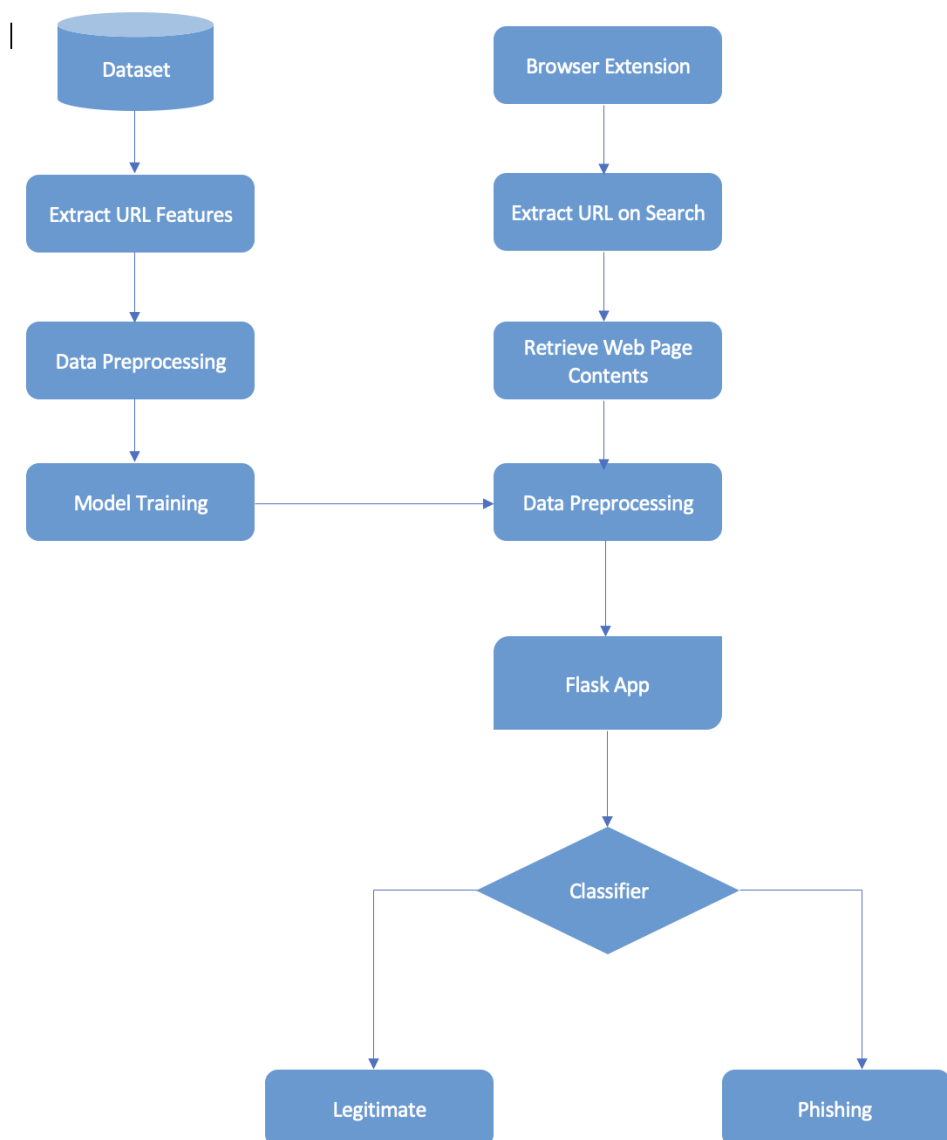 Dataset
Browser Extension
Extract URL Features
Extract URL on Search
Data Preprocessing
Retrieve Web Page
Contents
Model Training
Data Preprocessing
Flask App
Classifier
Legitimate
Phishing